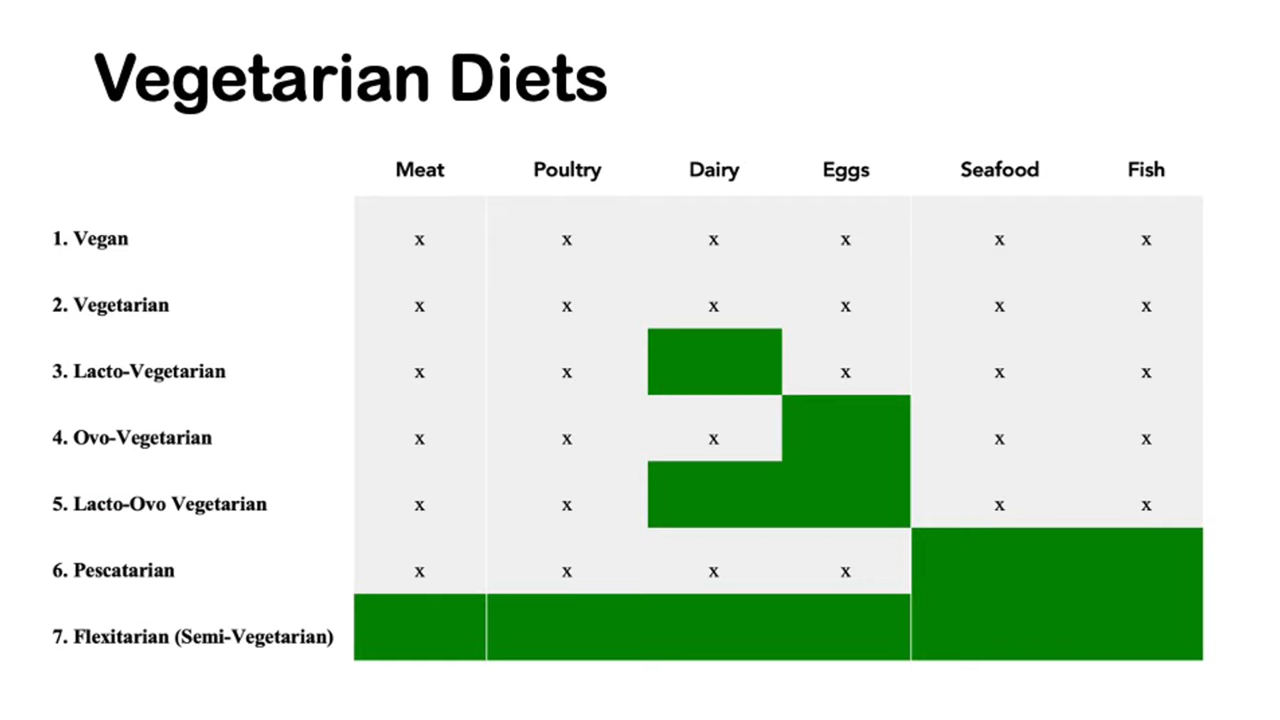 Vegetarian Diets
Meat Poultry Dairy Eggs Seafood Fish
1. Vegan x x x x x x
2. Vegetarian x x x x x x
3. Lacto-Vegetarian x x x x x
4. Ovo-Vegetarian x x x x x
5. Lacto-Ovo Vegetarian x x x x
6. Pescatarian x x x x
7. Flexitarian (Semi-Vegetarian)